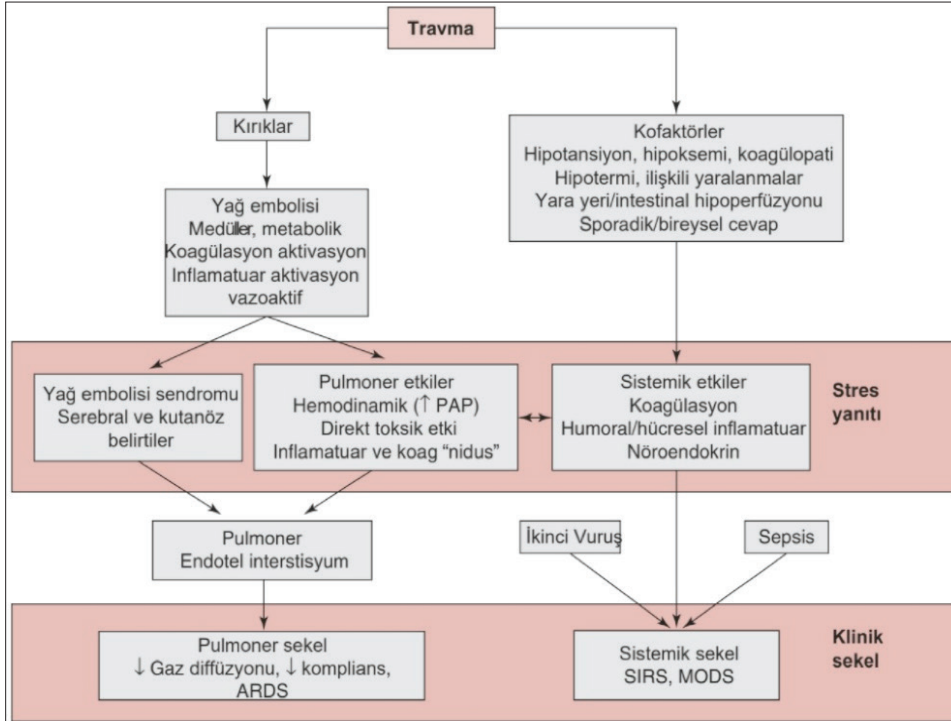 Travma
Kırıklar
Kofaktörler
Hipotansiyon, hipoksemi, koagülopati
Hipotermi, ilişkili yaralanmalar
Yara yeri/intestinal hipoperfüzyonu
Sporadik/bireysel cevap
Yağ embolisi
Medüller, metabolik
Koagülasyon aktivasyon
Inflamatuar aktivasyon
vazoaktif
Yağ embolisi sendromu
Serebral ve kutanöz
belirtiler
Pulmoner etkiler
Hemodinamik (↑ PAP)
Direkt toksik etki
Inflamatuar ve koag “nidus”
Sistemik etkiler
Koagülasyon
Humoral/hücresel inflamatuar
Nöroendokrin
Stres
yanıtı
Pulmoner
Endotel interstisyum
İkinci Vuruş
Sepsis
Pulmoner sekel
↓ Gaz diffüzyonu, ↓ komplians,
ARDS
Sistemik sekel
SIRS, MODS
Klinik
sekel